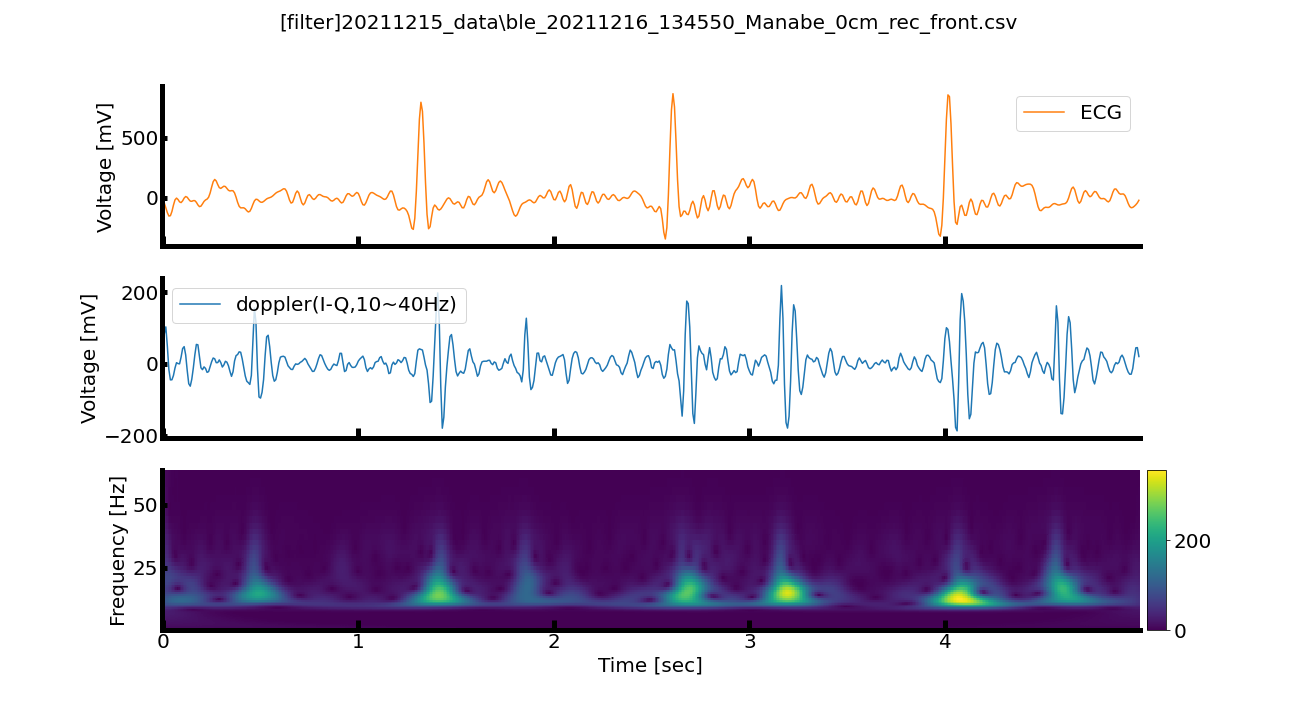 [filter]20211215_data\ble_20211216_134550_Manabe_0cm_rec_front.csv
Voltage [mV]
500
0
ECG
Voltage [mV]
200
0
−200
doppler(I-Q,10~40Hz)
Frequency [Hz]
50
25
200
0
0 1 2 3 4
Time [sec]